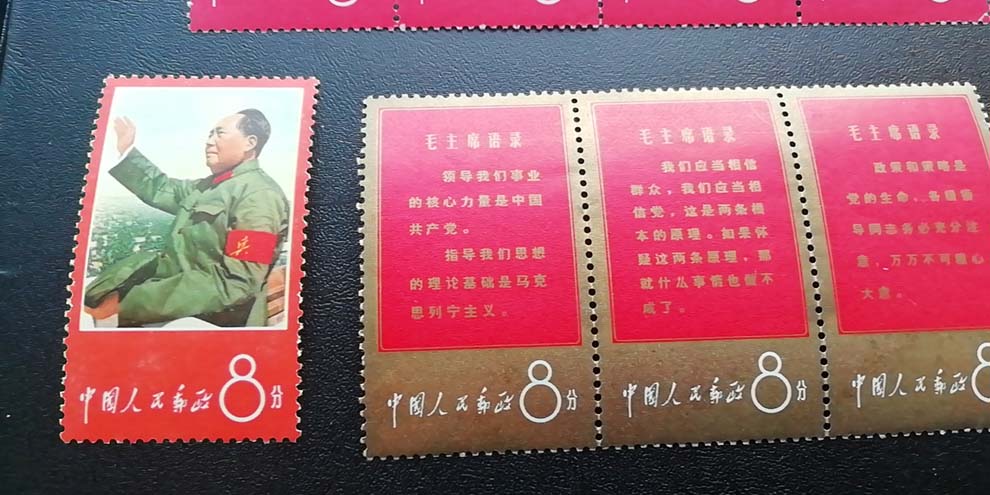 8
8
8
8
兵
中国人民邮政
8分
毛主席语录
领导我们事业
的核心力量是中国
共产党。
指导我们思想
的理论基础是马克
思列宁主义。
中国人民邮政
8分
毛主席语录
我们应当相信
群众,我们应当相
信党,这是两条根
本的原理。如果怀
疑这两条原理,那
就什么事情也做不
成了。
中国人民邮政
8分
毛主席语录
政策和策略是
党的生命,各级领
导同志务必充分注
意,万万不可粗心
大意。
中国人民邮政
8